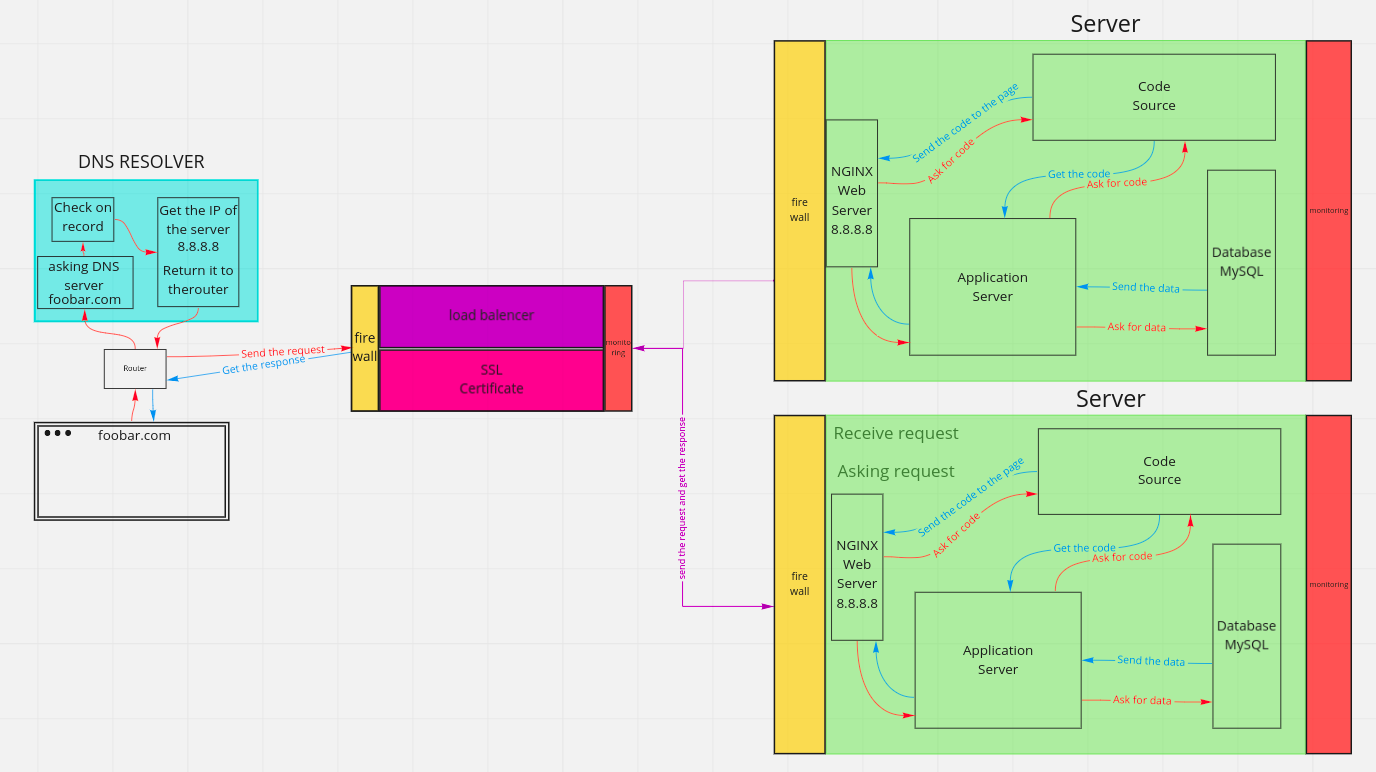 DNS RESOLVER
Check on
record
Get the IP of
the server
8.8.8.8
Return it to
therouter
asking DNS
server
foobar.com
Router
Send the request
Get the response
foobar.com
fire
wall
load balencer
SSL
Certificate
monito
ring
send the request and get the response
Server
fire
wall
NGINX
Web
Server
8.8.8.8
Send the code to the page
Ask for code
Code
Source
Get the code
Ask for code
Application
Server
Database
MySQL
Send the data
Ask for data
monitoring
Server
Receive request
Asking request
fire
wall
NGINX
Web
Server
8.8.8.8
Send the code to the page
Ask for code
Code
Source
Get the code
Ask for code
Application
Server
Database
MySQL
Send the data
Ask for data
monitoring